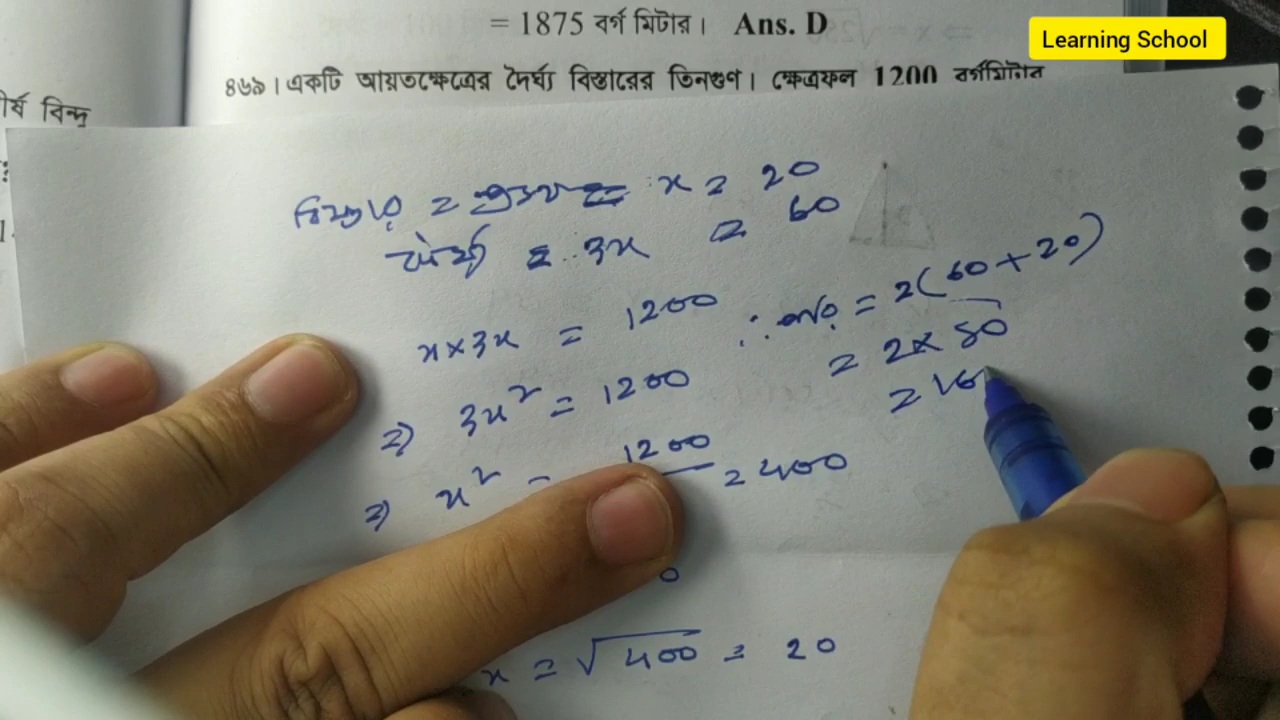 = 1875 বর্গ মিটার। Ans. D
Learning School
৪৬৯। একটি আয়তক্ষেত্রের দৈর্ঘ্য বিস্তারের তিনগুণ। ক্ষেত্রফল 1200 বর্গমিটার
র্ষ বিন্দু
বিস্তার = x = 20
দৈর্ঘ্য = 3x = 60
x × 3x = 1200
⇒ 3x² = 1200
⇒ x² = 1200 = 400
x = √400 = 20
∴ = 2(60 + 20)
= 2 × 80
= 16